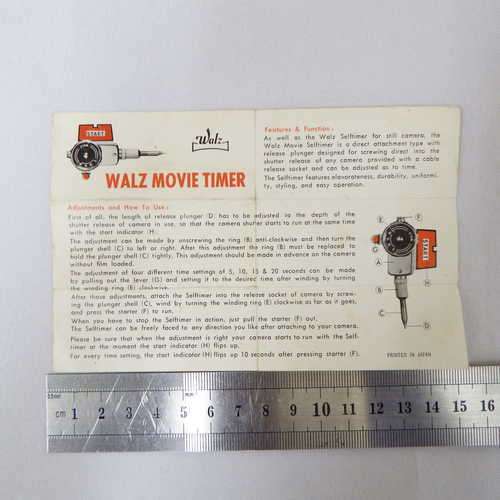 START
Walz
WALZ MOVIE TIMER
Features & Function :
As well as the Walz Selftimer for still camera, the
Walz Movie Selftimer is a direct attachment type with
release plunger designed for screwing direct into the
shutter release of any camera provided with a cable
release socket and can be adjusted as to time.
The Selftimer features elavorateness, durability, uniformi-
ty, styling, and easy operation.
Adjustments and How To Use :
First of all, the length of release plunger (D) has to be adjusted to the depth of the
shutter release of camera in use, so that the camera shutter starts to run at the same time
with the start indicator (H).
The adjustment can be made by unscrewing the ring (B) anti-clockwise and then turn the
plunger shell (C) to left or right. After this adjustment the ring (B) must be replaced to
hold the plunger shell (C) tightly. This adjustment should be made in advance on the camera
without film loaded.
The adjustment of four different time settings of 5, 10, 15 & 20 seconds can be made
by pulling out the lever (G) and setting it to the desired time after winding by turning
the winding ring (E) clockwise.
After those adjustments, attach the Selftimer into the release socket of camera by screw-
ing the plunger shell (C), wind by turning the winding ring (E) clockwise as far as it goes,
and press the starter (F) to run.
When you have to stop the Selftimer in action, just pull the starter (F) out.
The Selftimer can be freely faced to any direction you like after attaching to your camera.
Please be sure that when the adjustment is right your camera starts to run with the Self-
timer at the moment the start indicator (H) flips up.
For every time setting, the start indicator (H) flips up 10 seconds after pressing starter (F).
E
F
G
START
A
H
B
C
D
PRINTED IN JAPAN
0.5mm
cm 1 2 3 4 5 6 7 8 9 10 11 12 13 14 15 16